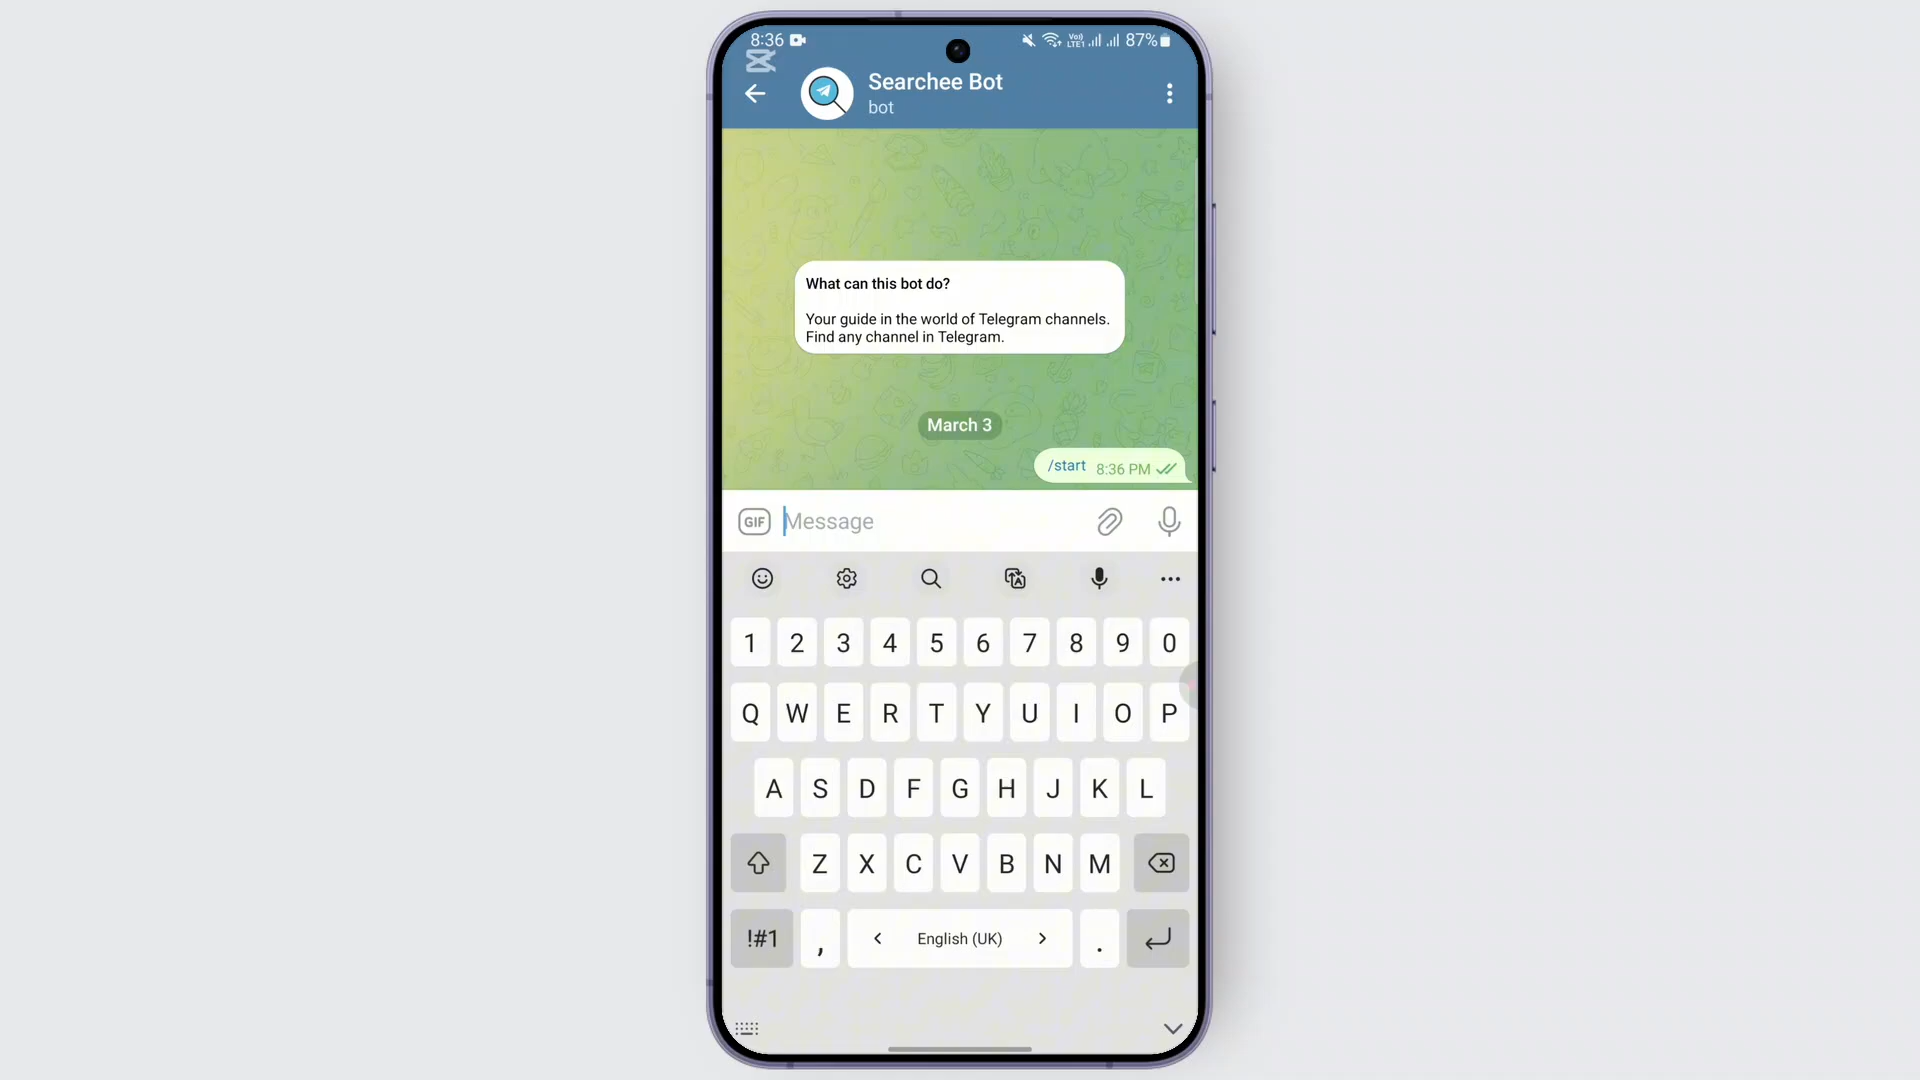 8:36
Vo)) LTE1 87%
Searchee Bot
bot
What can this bot do?
Your guide in the world of Telegram channels.
Find any channel in Telegram.
March 3
/start 8:36 PM
GIF Message
1 2 3 4 5 6 7 8 9 0
Q W E R T Y U I O P
A S D F G H J K L
Z X C V B N M
!#1 , < English (UK) > .